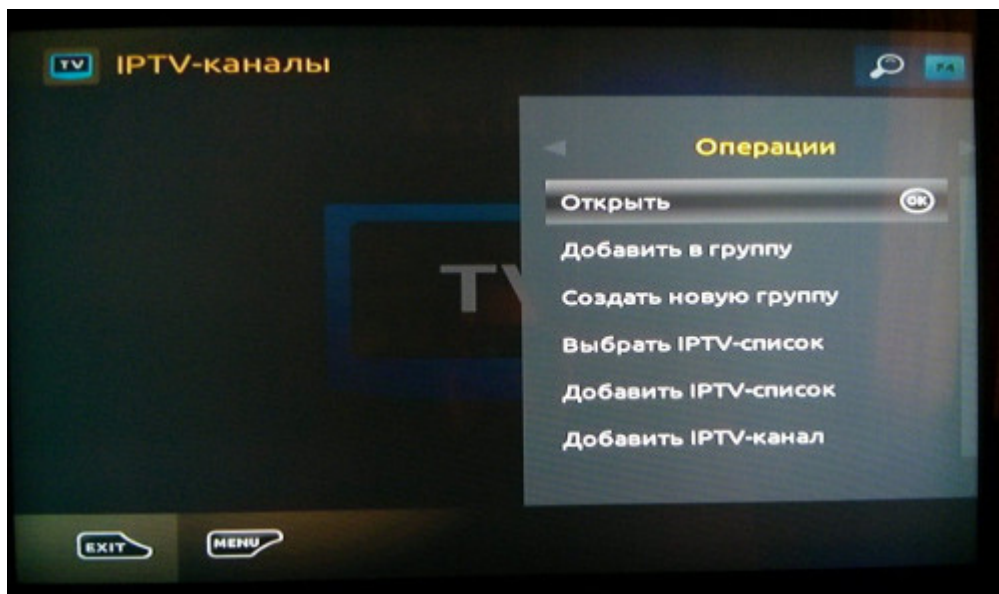 TV IPTV-каналы
F4
Операции
Открыть OK
Добавить в группу
Создать новую группу
TV
Выбрать IPTV-список
Добавить IPTV-список
Добавить IPTV-канал
EXIT MENU